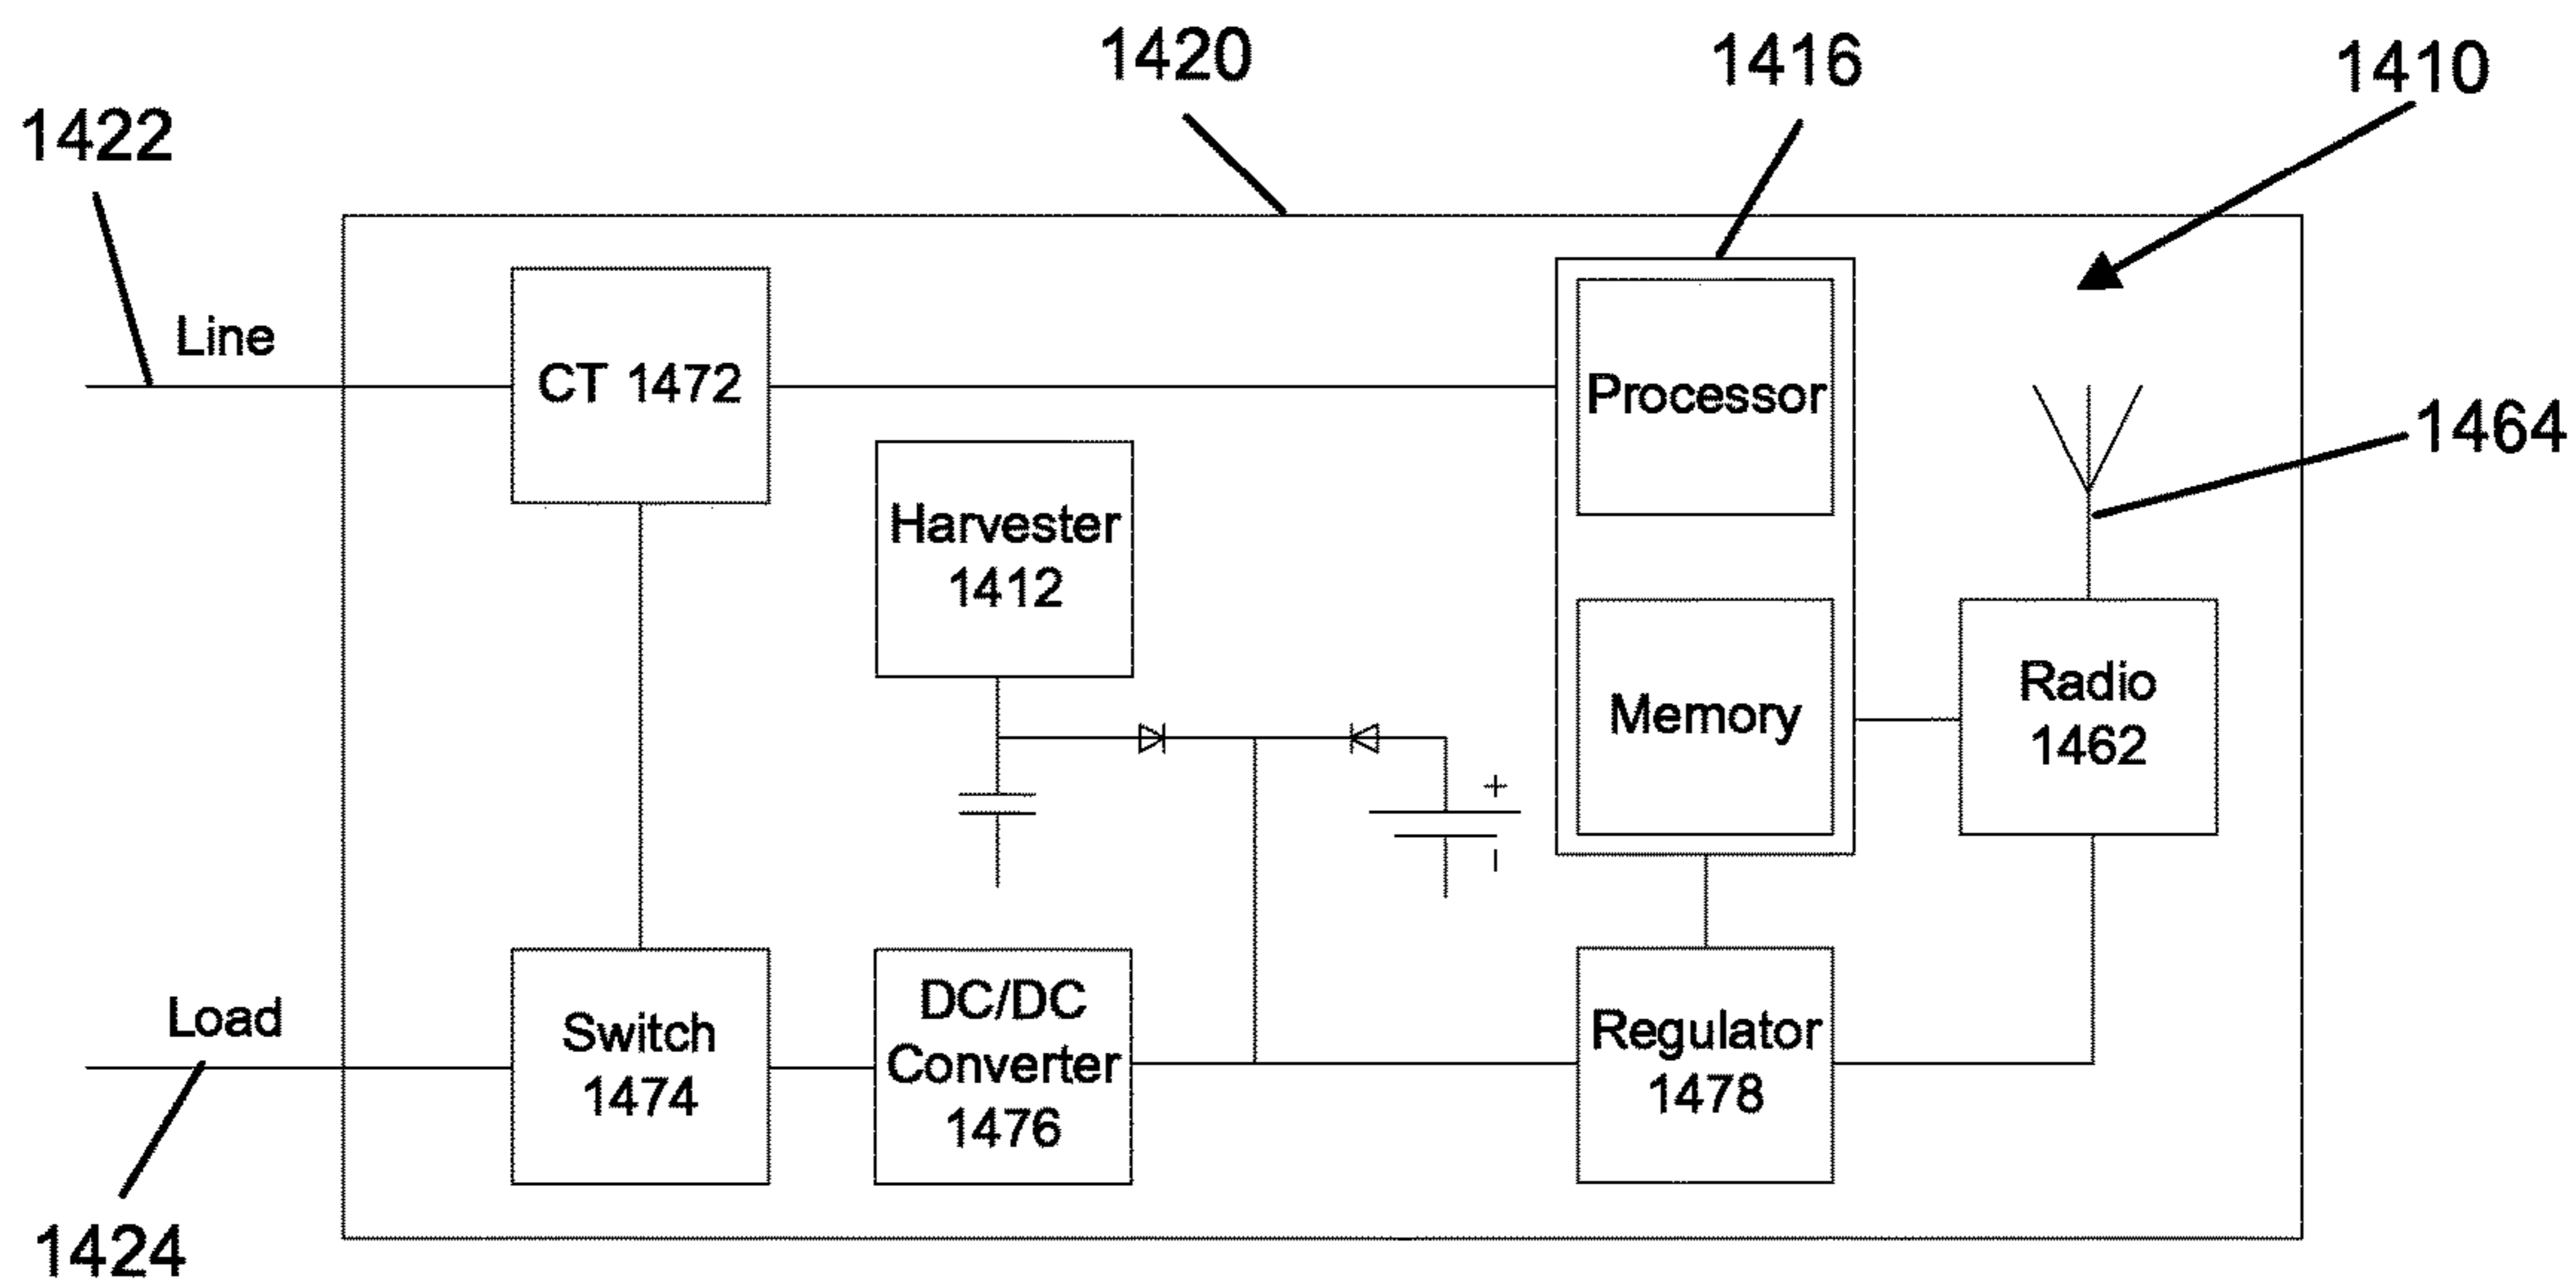 1420
1416
1410
1422
Line
CT 1472
Processor
1464
Harvester
1412
Memory
Radio
1462
+
-
Load
Switch
1474
DC/DC
Converter
1476
Regulator
1478
1424